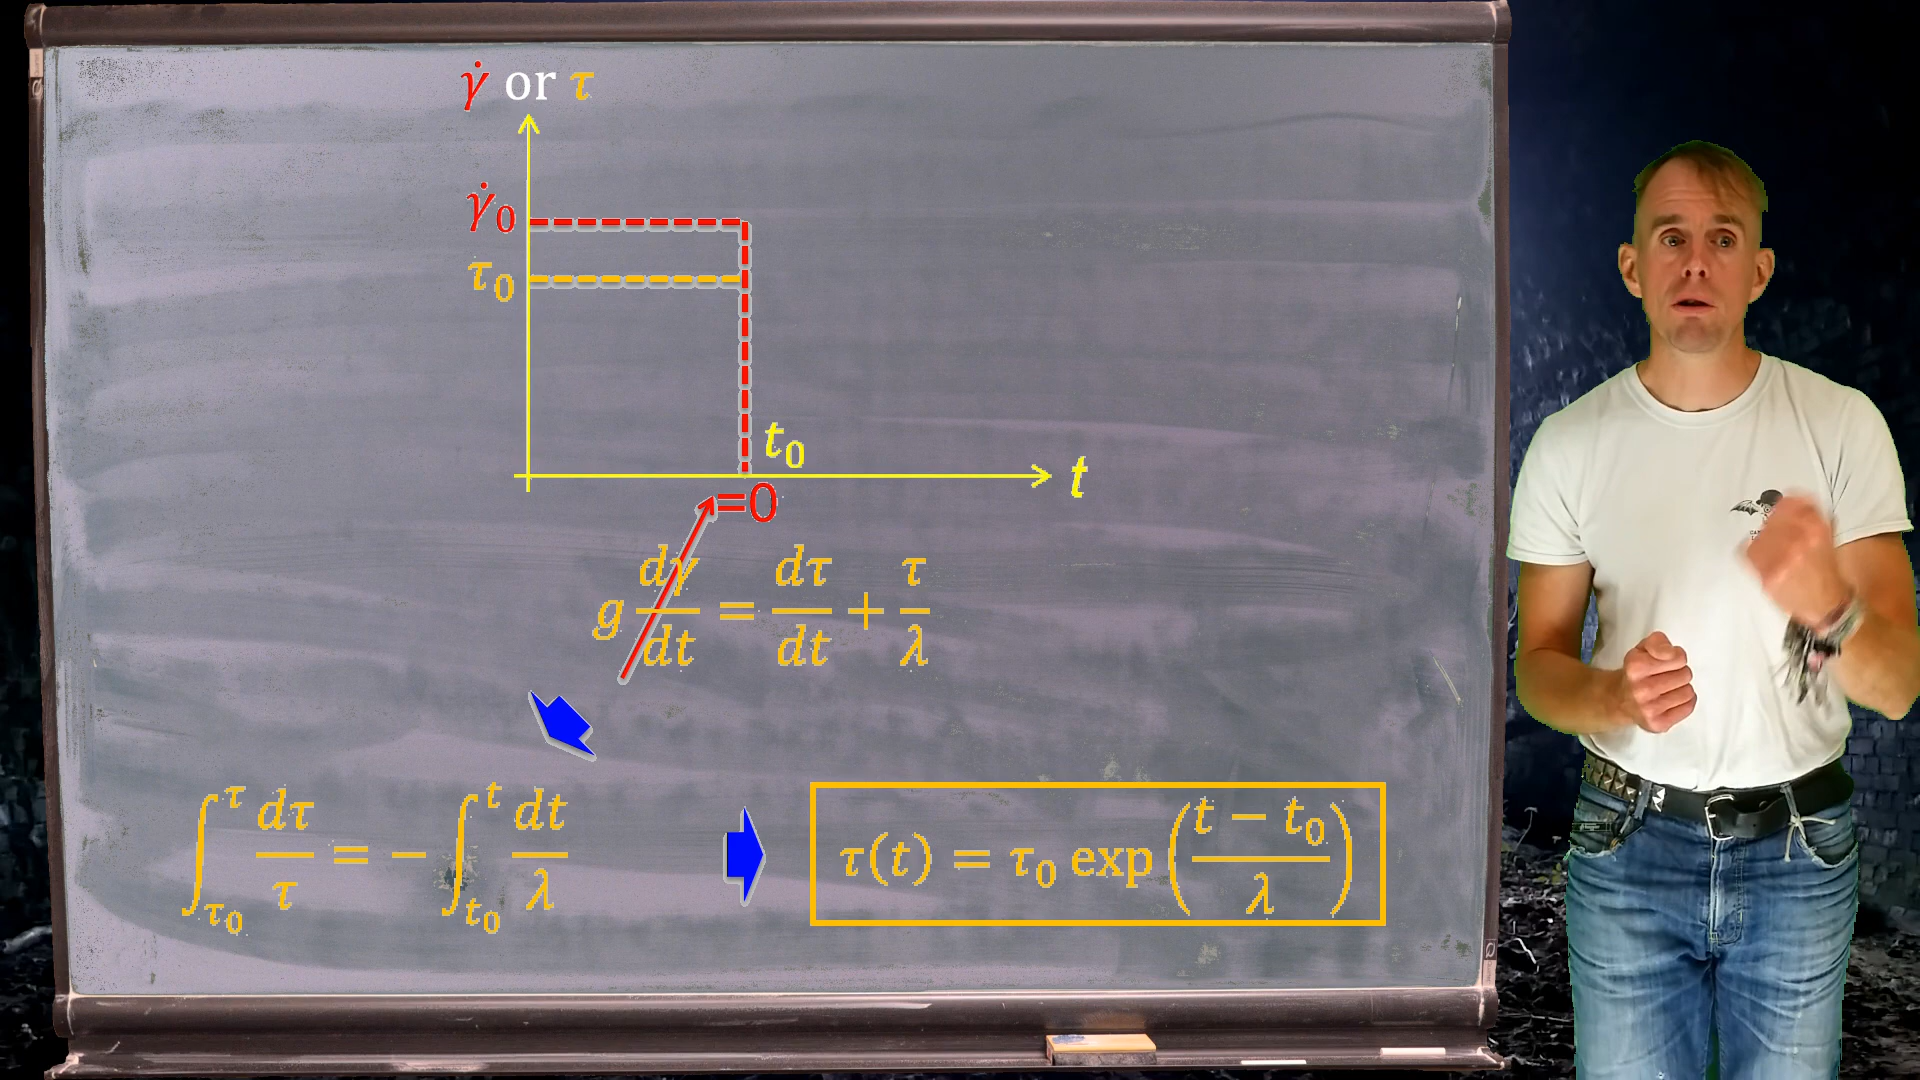 γ̇ or τ
γ̇₀
τ₀
t₀
t
=0
g dγ/dt = dτ/dt + τ/λ
∫_{τ₀}^{τ} dτ/τ = − ∫_{t₀}^{t} dt/λ
τ(t) = τ₀ exp((t − t₀)/λ)